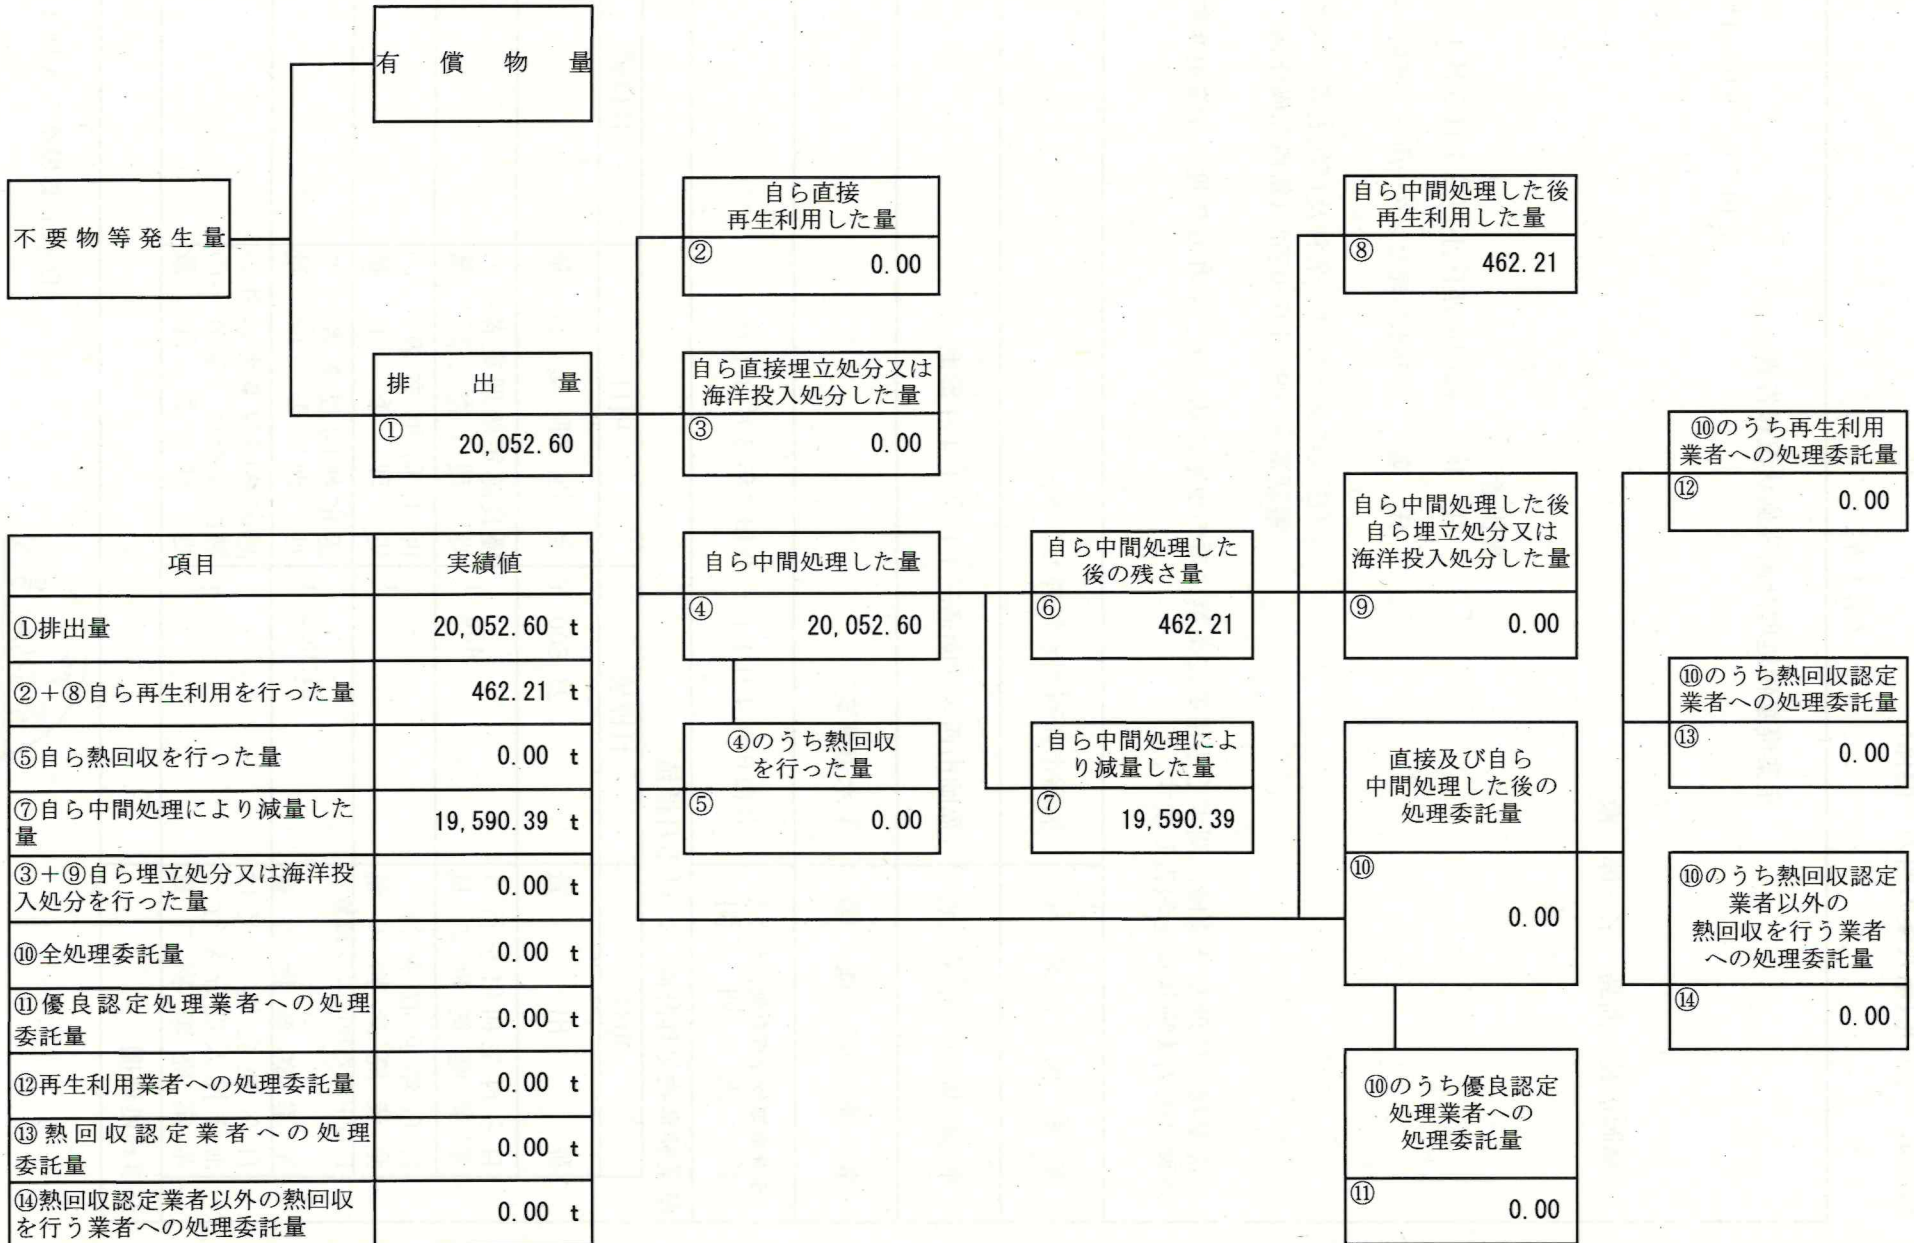 有償物量
不要物等発生量
排出量
①
20,052.60
自ら直接
再生利用した量
②
0.00
自ら直接埋立処分又は
海洋投入処分した量
③
0.00
自ら中間処理した量
④
20,052.60
④のうち熱回収
を行った量
⑤
0.00
自ら中間処理した
後の残さ量
⑥
462.21
自ら中間処理によ
り減量した量
⑦
19,590.39
自ら中間処理した後
再生利用した量
⑧
462.21
自ら中間処理した後
自ら埋立処分又は
海洋投入処分した量
⑨
0.00
直接及び自ら
中間処理した後の
処理委託量
⑩
0.00
⑩のうち優良認定
処理業者への
処理委託量
⑪
0.00
⑩のうち再生利用
業者への処理委託量
⑫
0.00
⑩のうち熱回収認定
業者への処理委託量
⑬
0.00
⑩のうち熱回収認定
業者以外の
熱回収を行う業者
への処理委託量
⑭
0.00
項目 実績値
①排出量 20,052.60 t
②+⑧自ら再生利用を行った量 462.21 t
⑤自ら熱回収を行った量 0.00 t
⑦自ら中間処理により減量した
量 19,590.39 t
③+⑨自ら埋立処分又は海洋投
入処分を行った量 0.00 t
⑩全処理委託量 0.00 t
⑪優良認定処理業者への処理
委託量 0.00 t
⑫再生利用業者への処理委託量 0.00 t
⑬熱回収認定業者への処理
委託量 0.00 t
⑭熱回収認定業者以外の熱回収
を行う業者への処理委託量 0.00 t